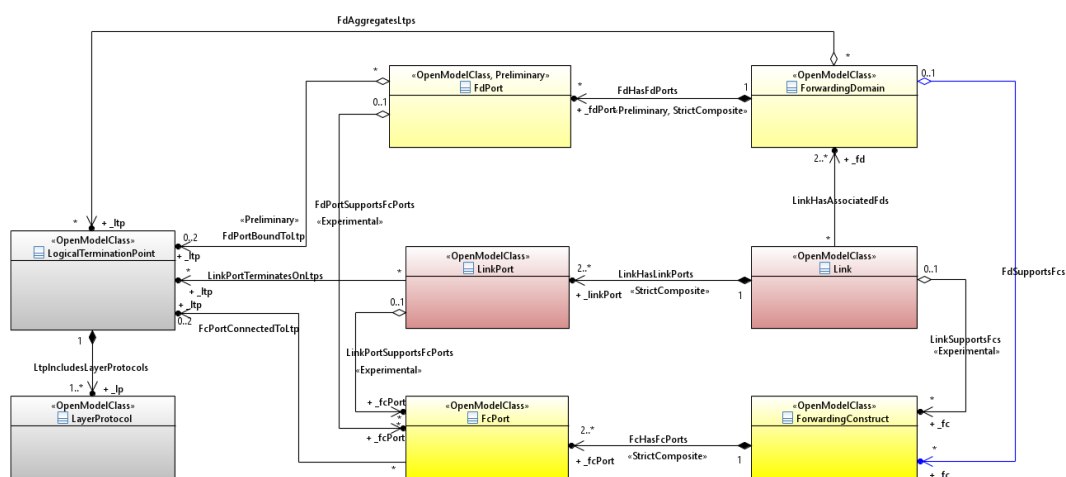 FdAggregatesLtps
*
*
+ _ltp
«OpenModelClass, Preliminary»
FdPort
*
0..1
FdHasFdPorts
*
1
+ _fdPort
«Preliminary, StrictComposite»
«OpenModelClass»
ForwardingDomain
0..1
2..*
+ _fd
LinkHasAssociatedFds
*
FdPortSupportsFcPorts
«Experimental»
«Preliminary»
FdPortBoundToLtp
0..2
+ _ltp
«OpenModelClass»
LogicalTerminationPoint
LinkPortTerminatesOnLtps
*
*
+ _ltp
+ _ltp
0..2
FcPortConnectedToLtp
«OpenModelClass»
LinkPort
0..1
LinkHasLinkPorts
2..*
+ _linkPort
«StrictComposite»
1
«OpenModelClass»
Link
0..1
FdSupportsFcs
LinkSupportsFcs
«Experimental»
LinkPortSupportsFcPorts
«Experimental»
1
LtpIncludesLayerProtocols
1..*
+ _lp
«OpenModelClass»
LayerProtocol
+ _fcPort
*
*
+ _fcPort
*
«OpenModelClass»
FcPort
FcHasFcPorts
2..*
+ _fcPort
«StrictComposite»
1
«OpenModelClass»
ForwardingConstruct
*
+ _fc
*
+ _fc